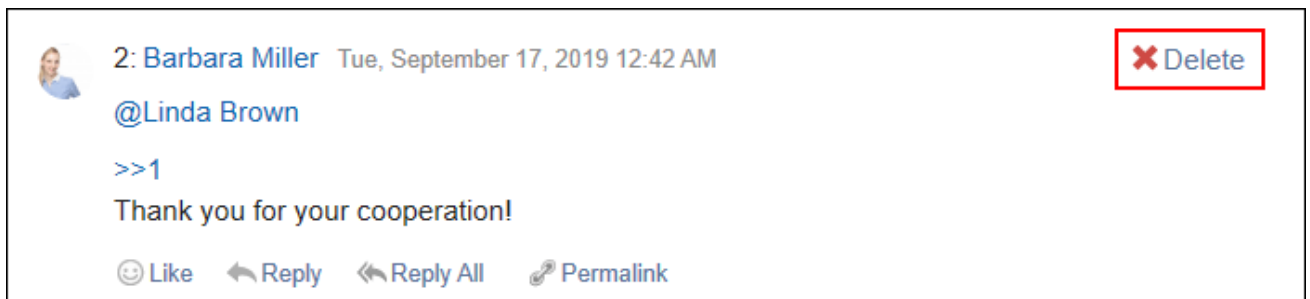 2: Barbara Miller Tue, September 17, 2019 12:42 AM Delete
@Linda Brown
>>1
Thank you for your cooperation!
Like Reply Reply All Permalink